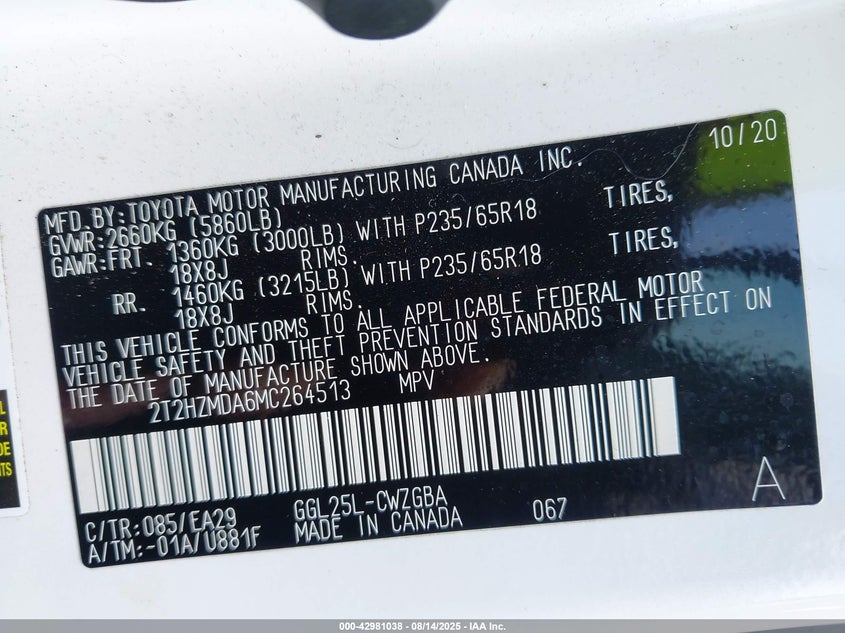 10/20
MFD.BY:TOYOTA MOTOR MANUFACTURING CANADA INC.
GVWR:2660KG (5860LB)
GAWR:FRT. 1360KG (3000LB) WITH P235/65R18 TIRES,
18X8J RIMS.
RR. 1460KG (3215LB) WITH P235/65R18 TIRES,
18X8J RIMS.
THIS VEHICLE CONFORMS TO ALL APPLICABLE FEDERAL MOTOR
VEHICLE SAFETY AND THEFT PREVENTION STANDARDS IN EFFECT ON
THE DATE OF MANUFACTURE SHOWN ABOVE.
2T2HZMDA6MC264513 MPV
C/TR:085/EA29 GGL25L-CWZGBA
A/TM:-01A/U881F MADE IN CANADA 067
A
000-42981038 - 08/14/2025 - IAA Inc.